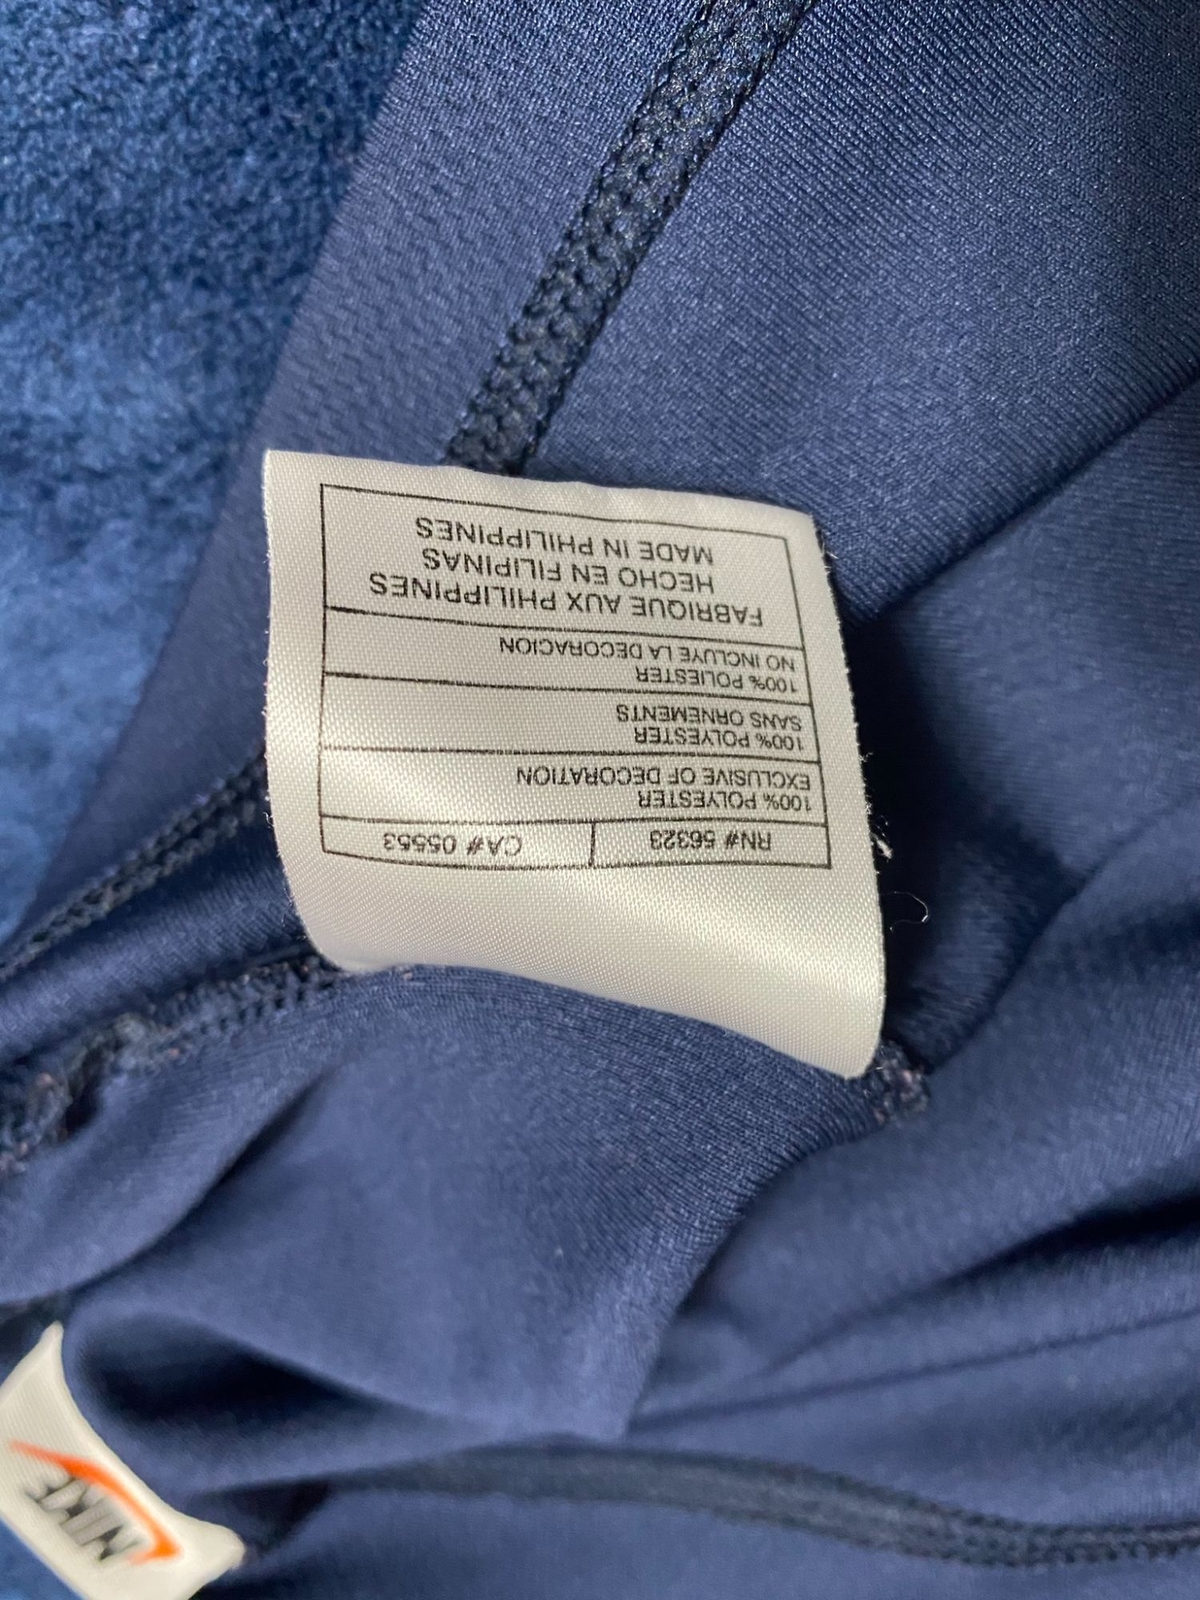 RN# 56323 CA# 05553
100% POLYESTER
EXCLUSIVE OF DECORATION
100% POLYESTER
SANS ORNEMENTS
100% POLIESTER
NO INCLUYE LA DECORACION
FABRIQUE AUX PHILIPPINES
HECHO EN FILIPINAS
MADE IN PHILIPPINES
NIKE